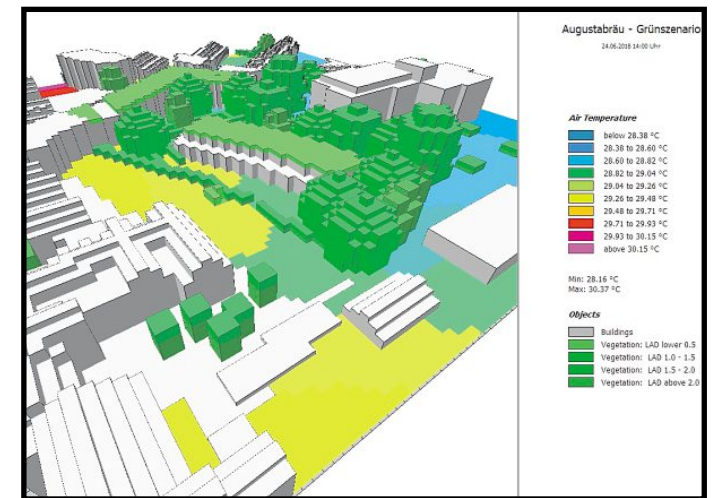 Augustabräu - Grünszenario
24.06.2018 14:00 Uhr
Air Temperature
below 28.38 °C
28.38 to 28.60 °C
28.60 to 28.82 °C
28.82 to 29.04 °C
29.04 to 29.26 °C
29.26 to 29.48 °C
29.48 to 29.71 °C
29.71 to 29.93 °C
29.93 to 30.15 °C
above 30.15 °C
Min: 28.16 °C
Max: 30.37 °C
Objects
Buildings
Vegetation: LAD lower 0.5
Vegetation: LAD 1.0 - 1.5
Vegetation: LAD 1.5 - 2.0
Vegetation: LAD above 2.0